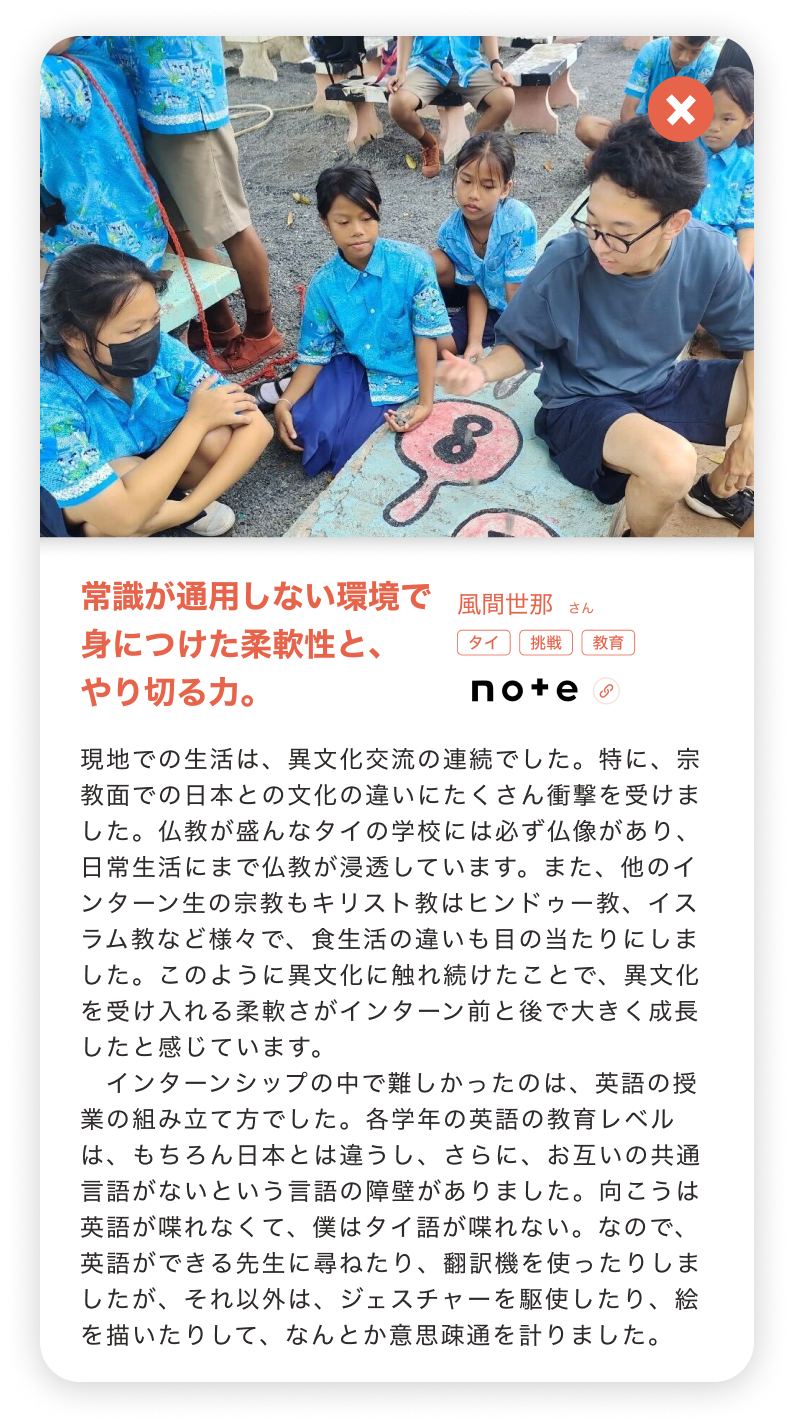 8
常識が通用しない環境で
身につけた柔軟性と、
やり切る力。
風間世那 さん
タイ 挑戦 教育
note
現地での生活は、異文化交流の連続でした。特に、宗
教面での日本との文化の違いにたくさん衝撃を受けま
した。仏教が盛んなタイの学校には必ず仏像があり、
日常生活にまで仏教が浸透しています。また、他のイ
ンターン生の宗教もキリスト教はヒンドゥー教、イス
ラム教など様々で、食生活の違いも目の当たりにしま
した。このように異文化に触れ続けたことで、異文化
を受け入れる柔軟さがインターン前と後で大きく成長
したと感じています。
　インターンシップの中で難しかったのは、英語の授
業の組み立て方でした。各学年の英語の教育レベル
は、もちろん日本とは違うし、さらに、お互いの共通
言語がないという言語の障壁がありました。向こうは
英語が喋れなくて、僕はタイ語が喋れない。なので、
英語ができる先生に尋ねたり、翻訳機を使ったりしま
したが、それ以外は、ジェスチャーを駆使したり、絵
を描いたりして、なんとか意思疎通を計りました。